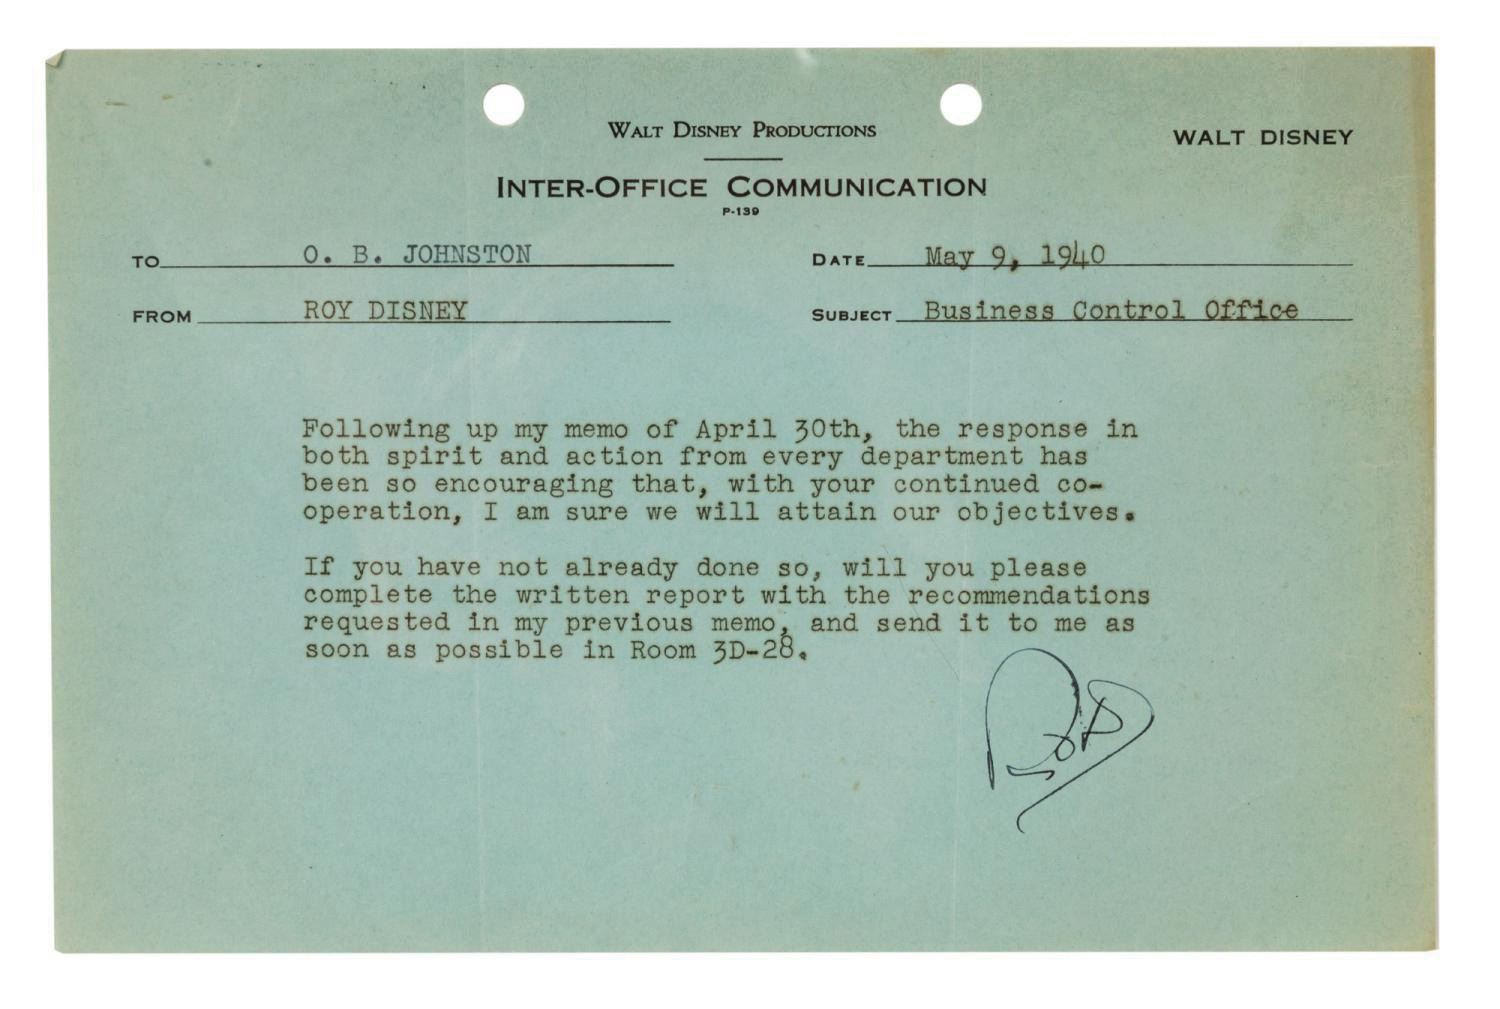 WALT DISNEY PRODUCTIONS
WALT DISNEY
INTER-OFFICE COMMUNICATION
P-139
TO O. B. JOHNSTON
DATE May 9, 1940
FROM ROY DISNEY
SUBJECT Business Control Office
Following up my memo of April 30th, the response in
both spirit and action from every department has
been so encouraging that, with your continued co-
operation, I am sure we will attain our objectives.
If you have not already done so, will you please
complete the written report with the recommendations
requested in my previous memo, and send it to me as
soon as possible in Room 3D-28.